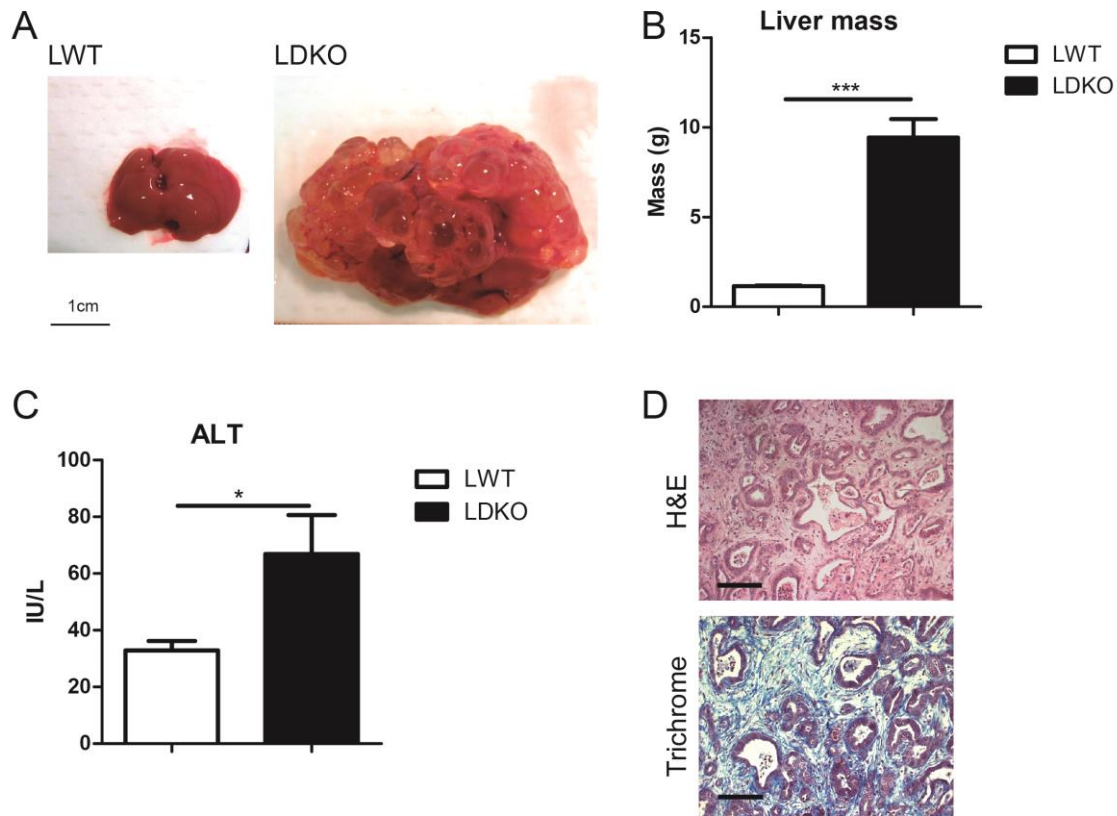 A
LWT
LDKO
1cm
B
Liver mass
Mass (g)
15
10
5
0
***
LWT
LDKO
C
ALT
IU/L
100
80
60
40
20
0
*
LWT
LDKO
D
H&E
Trichrome